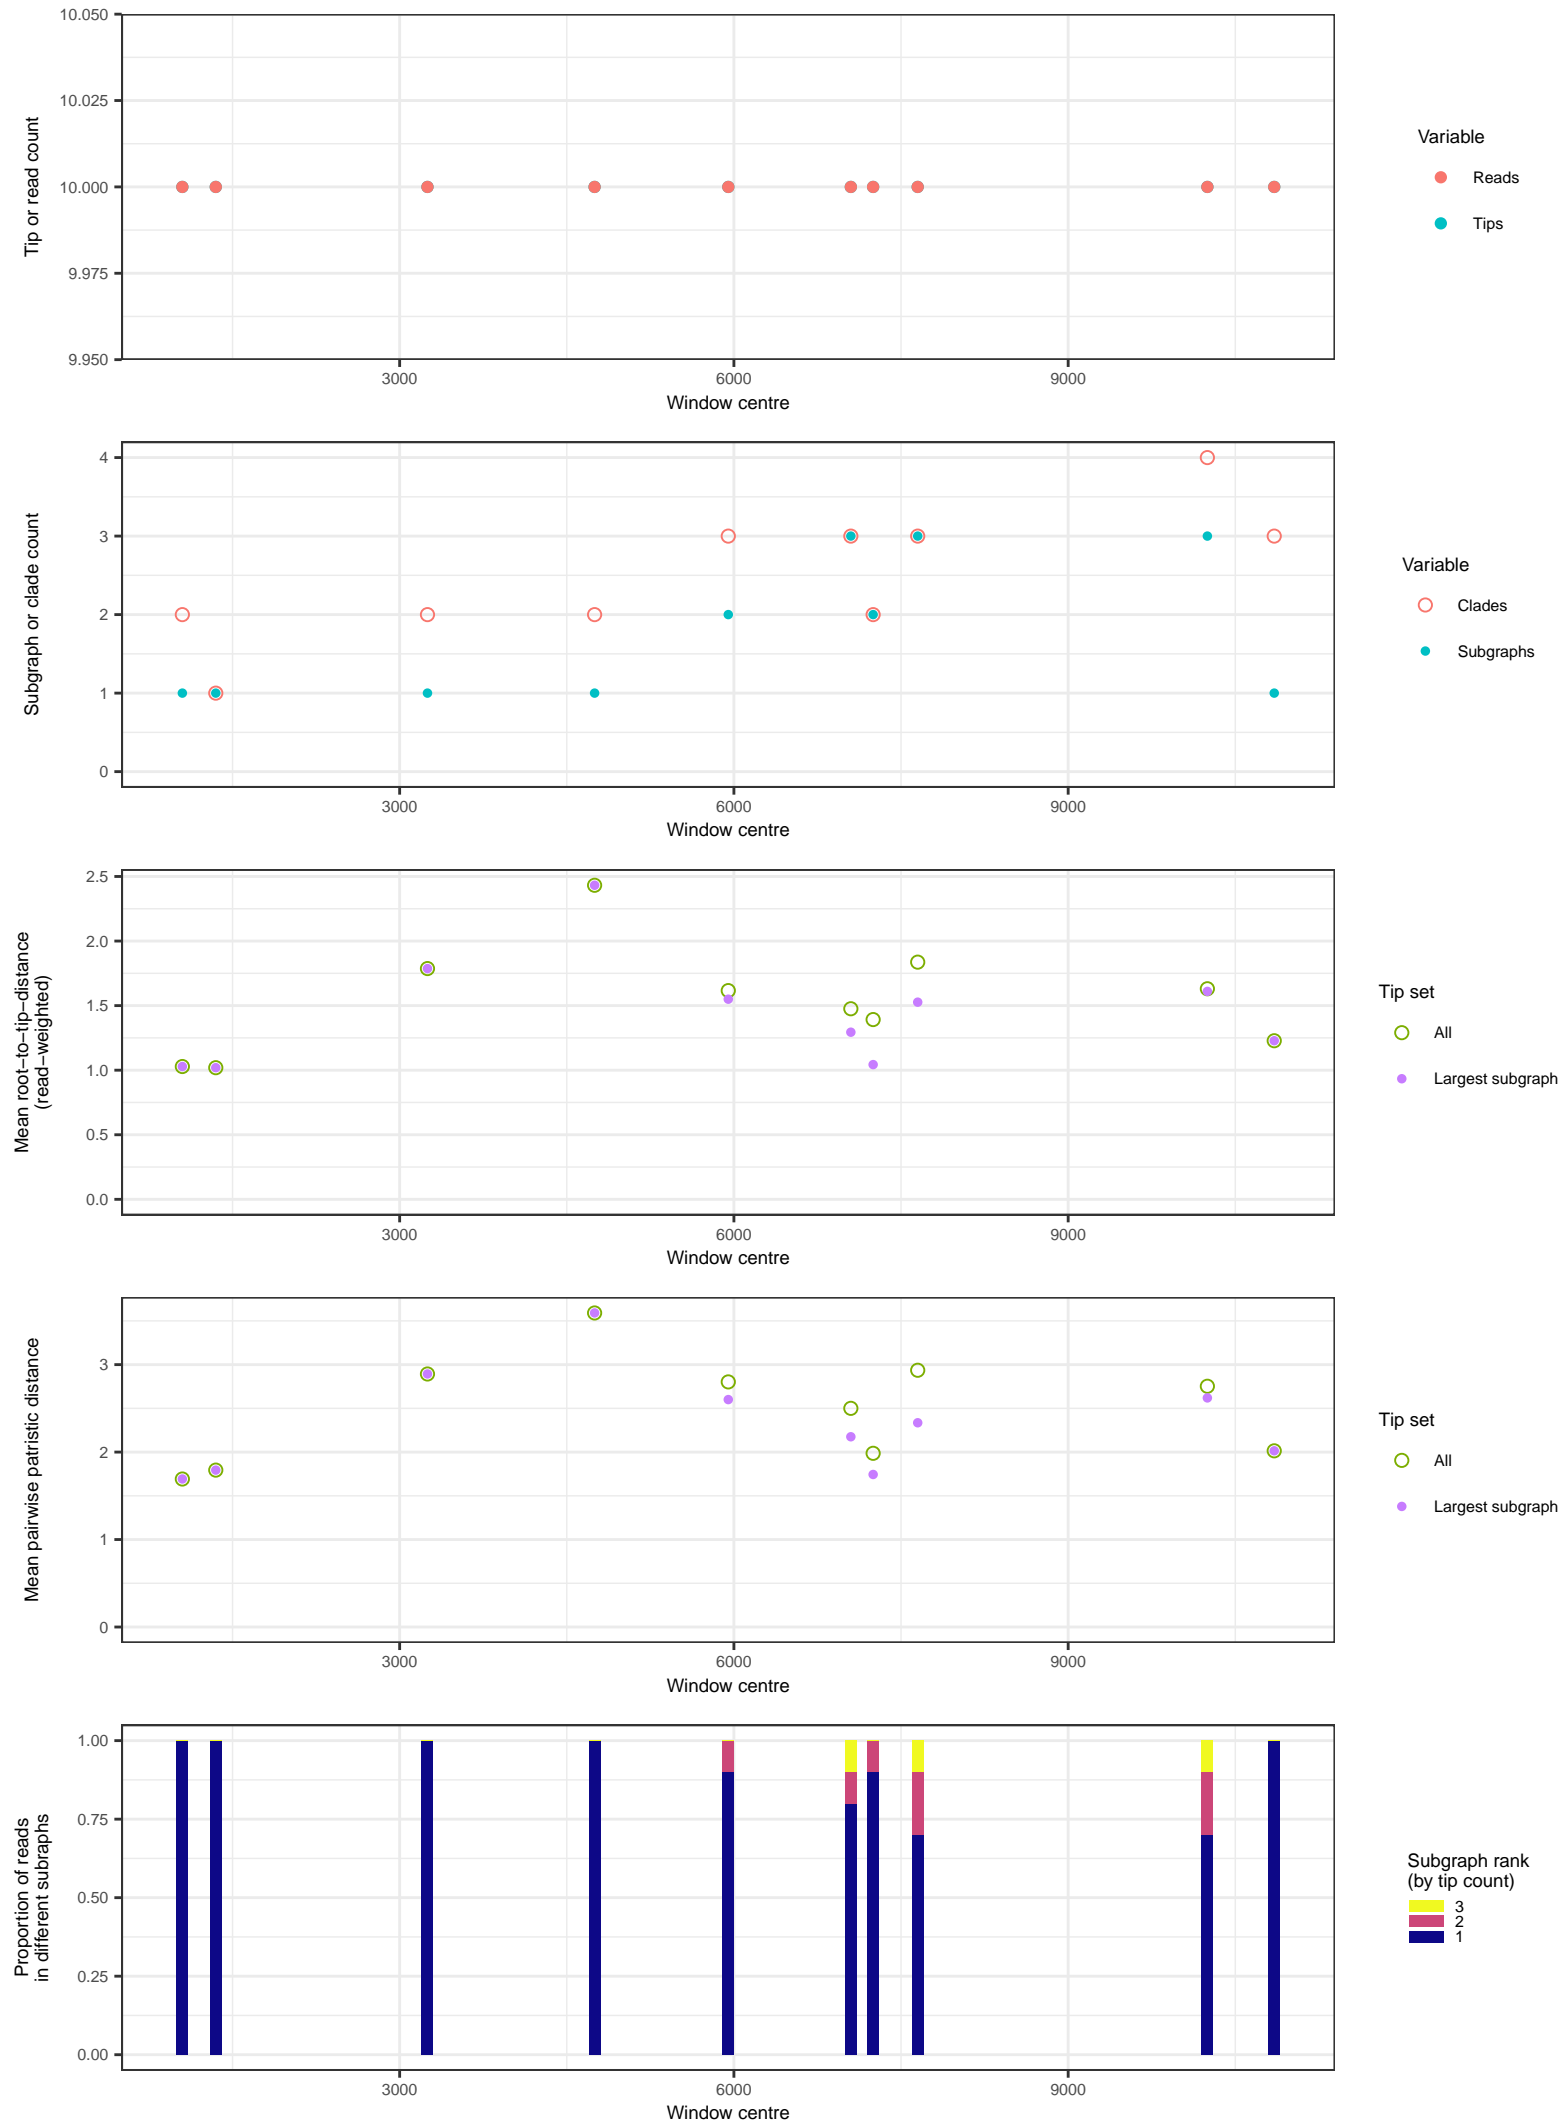 10.050
10.025
10.000
9.975
9.950
Tip or read count
3000
6000
9000
Window centre
Variable
Reads
Tips
4
3
2
1
0
Subgraph or clade count
3000
6000
9000
Window centre
Variable
Clades
Subgraphs
2.5
2.0
1.5
1.0
0.5
0.0
Mean root−to−tip−distance
(read−weighted)
3000
6000
9000
Window centre
Tip set
All
Largest subgraph
3
2
1
0
Mean pairwise patristic distance
3000
6000
9000
Window centre
Tip set
All
Largest subgraph
1.00
0.75
0.50
0.25
0.00
Proportion of reads
in different subraphs
3000
6000
9000
Window centre
Subgraph rank
(by tip count)
3
2
1